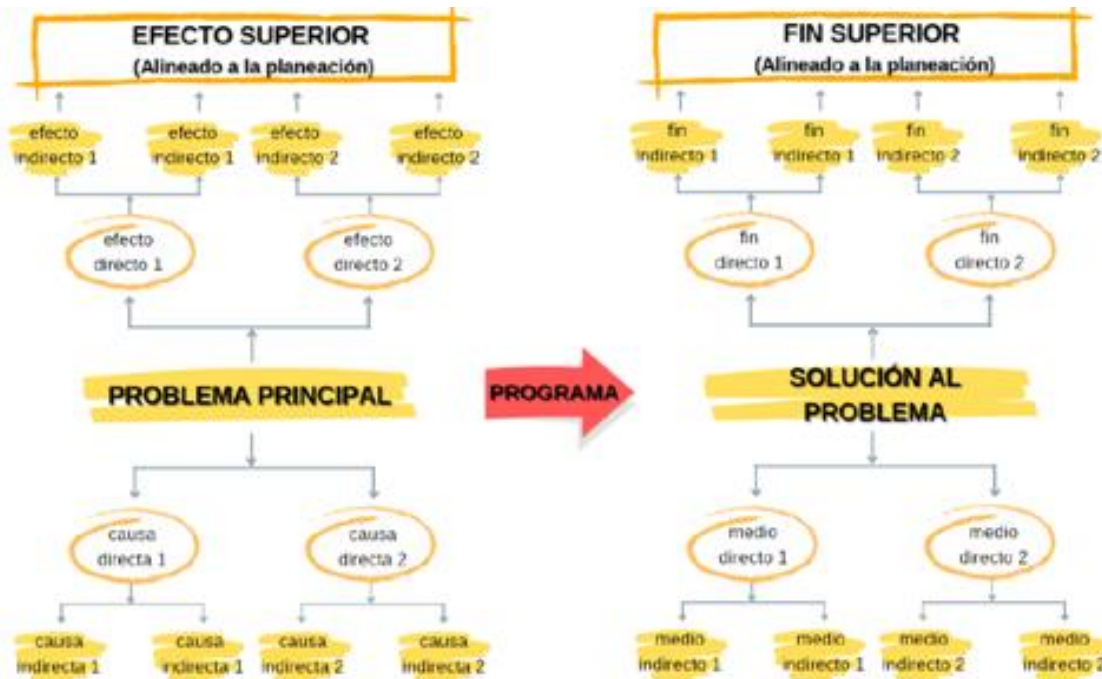 EFECTO SUPERIOR
(Alineado a la planeación)
efecto indirecto 1
efecto indirecto 1
efecto indirecto 2
efecto indirecto 2
efecto directo 1
efecto directo 2
PROBLEMA PRINCIPAL
causa directa 1
causa directa 2
causa indirecta 1
causa indirecta 1
causa indirecta 2
causa indirecta 2
PROGRAMA
FIN SUPERIOR
(Alineado a la planeación)
fin indirecto 1
fin indirecto 1
fin indirecto 2
fin indirecto 2
fin directo 1
fin directo 2
SOLUCIÓN AL
PROBLEMA
medio directo 1
medio directo 2
medio indirecto 1
medio indirecto 1
medio indirecto 2
medio indirecto 2